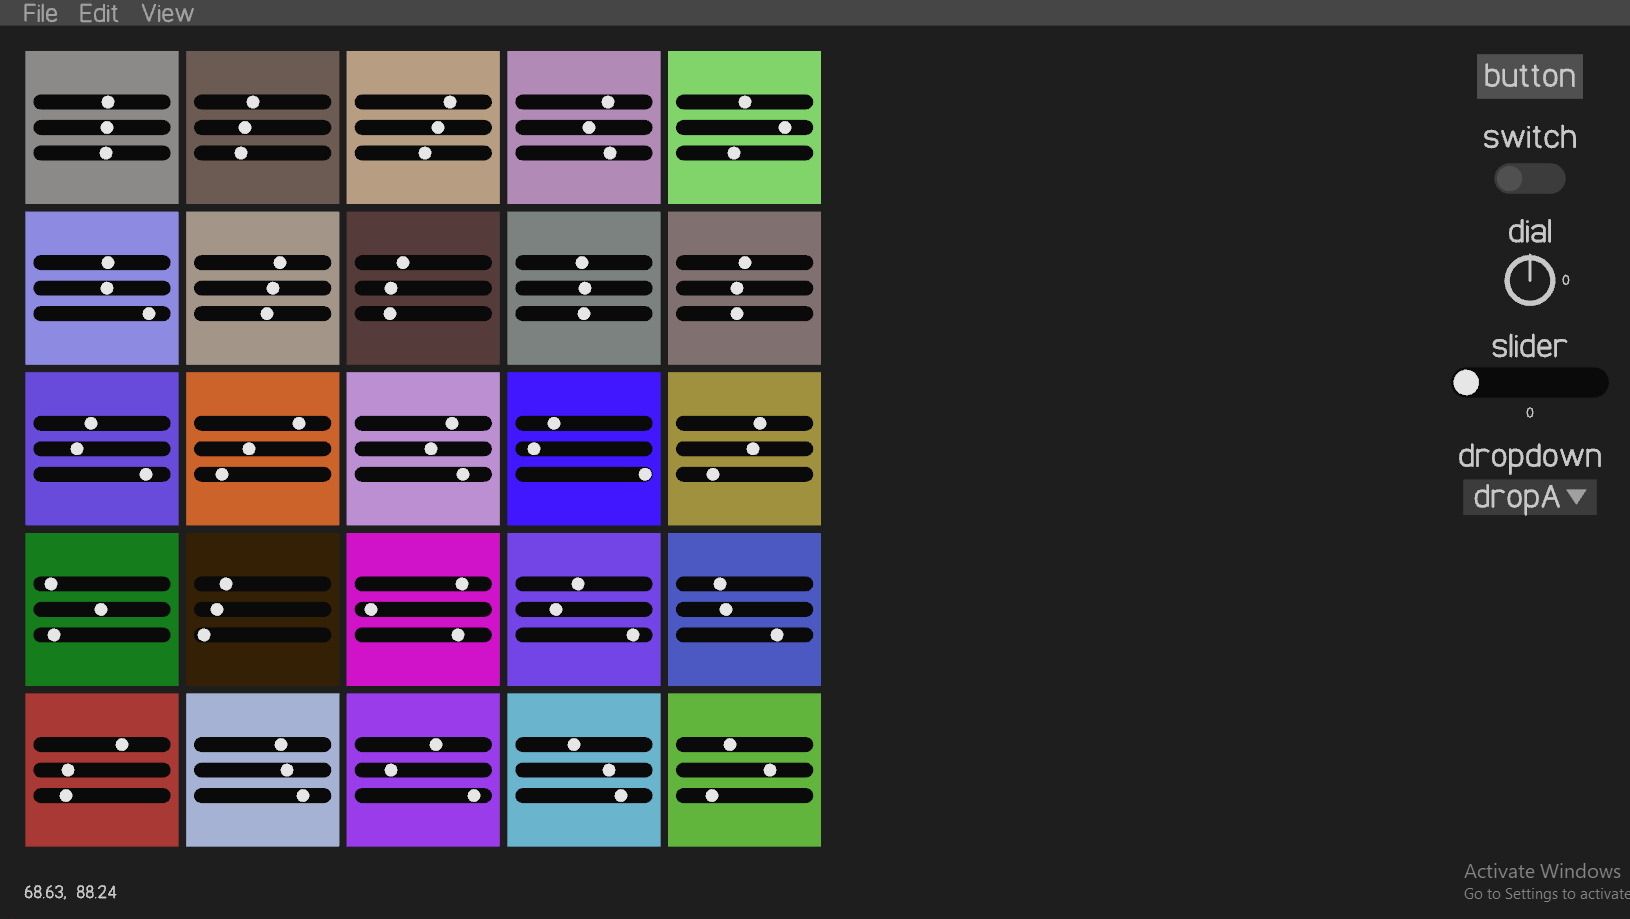 File Edit View
button
switch
dial
0
slider
0
dropdown
dropA
68.63, 88.24
Activate Windows
Go to Settings to activate